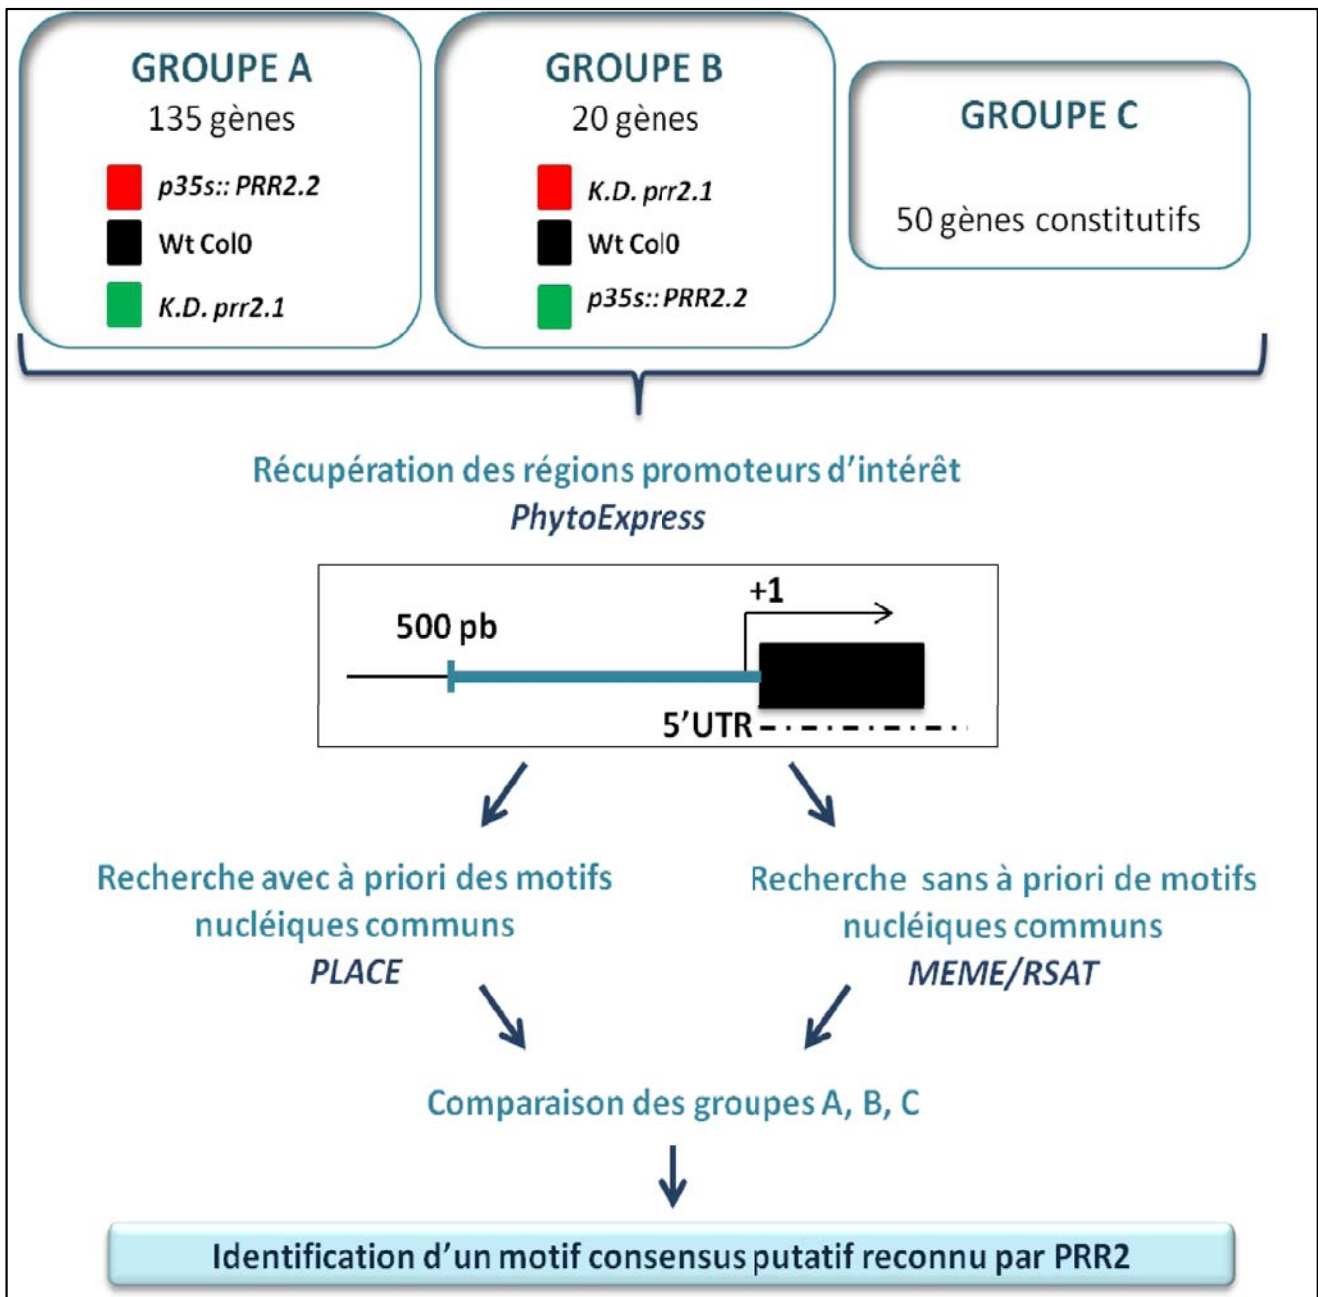 GROUPE A
135 gènes
p35s:: PRR2.2
Wt Col0
K.D. prr2.1
GROUPE B
20 gènes
K.D. prr2.1
Wt Col0
p35s:: PRR2.2
GROUPE C
50 gènes constitutifs
Récupération des régions promoteurs d'intérêt
PhytoExpress
+1
500 pb
5'UTR
Recherche avec à priori des motifs
nucléiques communs
PLACE
Recherche sans à priori de motifs
nucléiques communs
MEME/RSAT
Comparaison des groupes A, B, C
Identification d'un motif consensus putatif reconnu par PRR2